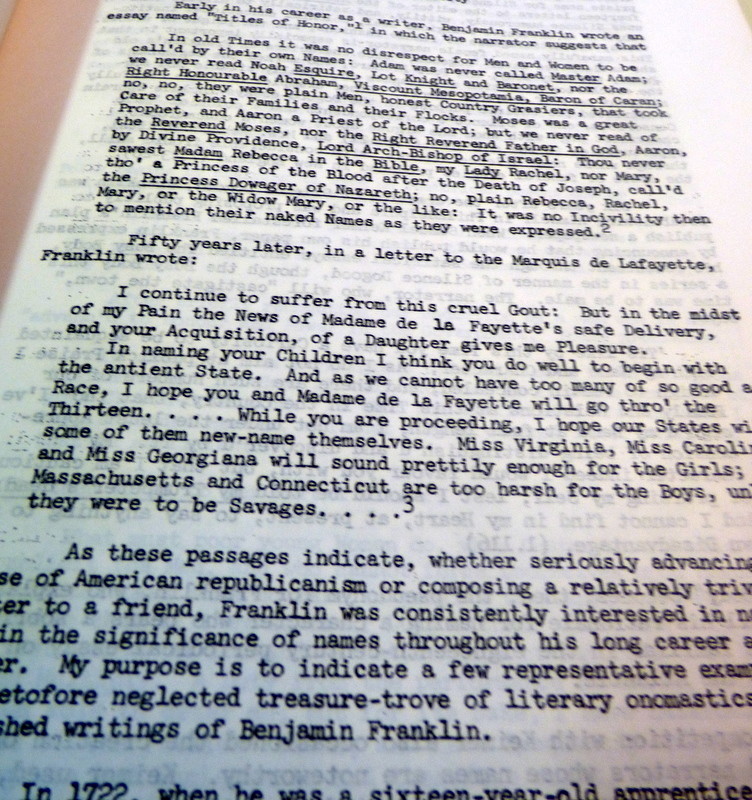 Early in his career as a writer, Benjamin Franklin wrote an
essay named "Titles of Honor,"1 in which the narrator suggests that
In old Times it was no disrespect for Men and Women to be
call'd by their own Names: Adam was never called Master Adam;
we never read Noah Esquire, Lot Knight and Baronet, nor the
Right Honourable Abraham, Viscount Mesopotamia, Baron of Caran;
no, no, they were plain Men, honest Country Grasiers, that took
Care of their Families and their Flocks. Moses was a great
Prophet, and Aaron a Priest of the Lord; but we never read of
the Reverend Moses, nor the Right Reverend Father in God, Aaron,
by Divine Providence, Lord Arch-Bishop of Israel: Thou never
sawest Madam Rebecca in the Bible, my Lady Rachel, nor Mary,
tho' a Princess of the Blood after the Death of Joseph, call'd
the Princess Dowager of Nazareth; no, plain Rebecca, Rachel,
Mary, or the Widow Mary, or the like: It was no Incivility then
to mention their naked Names as they were expressed.2
Fifty years later, in a letter to the Marquis de Lafayette,
Franklin wrote:
I continue to suffer from this cruel Gout: But in the midst
of my Pain the News of Madame de la Fayette's safe Delivery,
and your Acquisition, of a Daughter gives me Pleasure.
In naming your Children I think you do well to begin with
the antient State. And as we cannot have too many of so good a
Race, I hope you and Madame de la Fayette will go thro' the
Thirteen. . . . While you are proceeding, I hope our States wi
some of them new-name themselves. Miss Virginia, Miss Carolin
and Miss Georgiana will sound prettily enough for the Girls;
Massachusetts and Connecticut are too harsh for the Boys, unl
they were to be Savages. . . .3
As these passages indicate, whether seriously advancing
se of American republicanism or composing a relatively triv
ter to a friend, Franklin was consistently interested in n
in the significance of names throughout his long career a
er. My purpose is to indicate a few representative exam
etofore neglected treasure-trove of literary onomastics
shed writings of Benjamin Franklin.
In 1722, when he was a sixteen-year-old apprentice